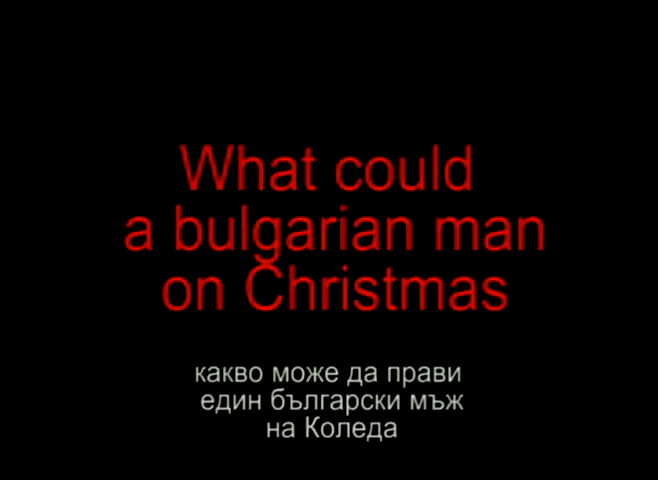 What could
a bulgarian man
on Christmas
какво може да прави
един български мъж
на Коледа